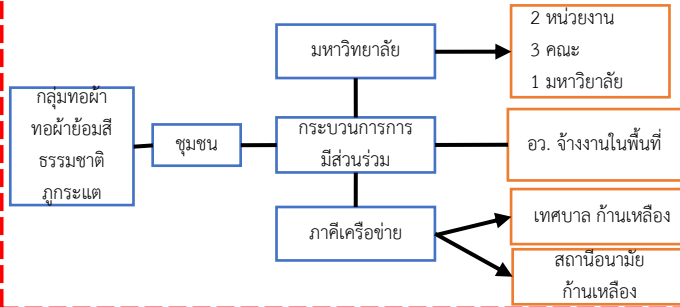 กลุ่มทอผ้า
ทอผ้าย้อมสี
ธรรมชาติ
ภูกระแต
ชุมชน
มหาวิทยาลัย
กระบวนการการ
มีส่วนร่วม
ภาคีเครือข่าย
2 หน่วยงาน
3 คณะ
1 มหาวิยาลัย
อว. จ้างงานในพื้นที่
เทศบาล ก้านเหลือง
สถานีอนามัย
ก้านเหลือง